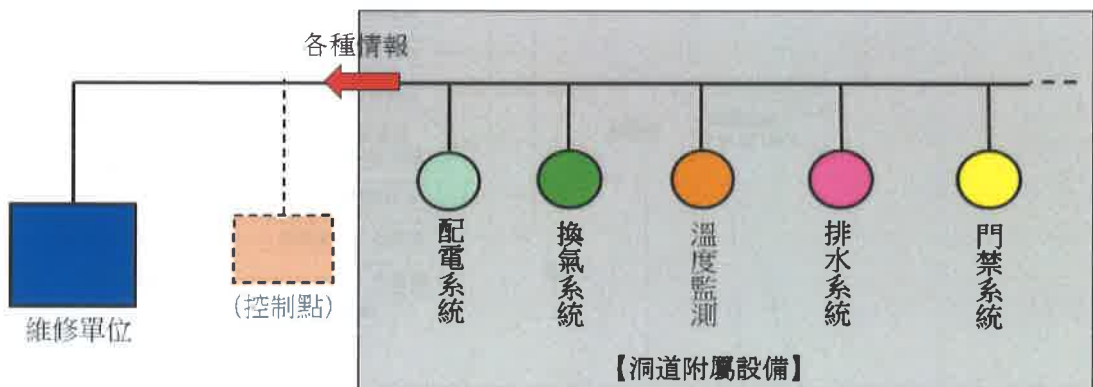 各種情報
配電系統
換氣系統
溫度監測
排水系統
門禁系統
維修單位
(控制點)
【洞道附屬設備】